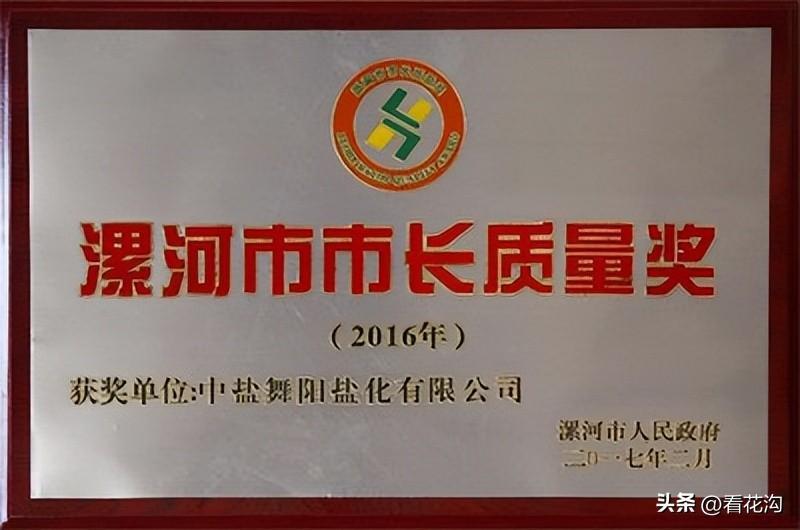 漯河市市长质量奖
(2016年)
获奖单位:中盐舞阳盐化有限公司
漯河市人民政府
二〇一七年二月
头条@看花沟